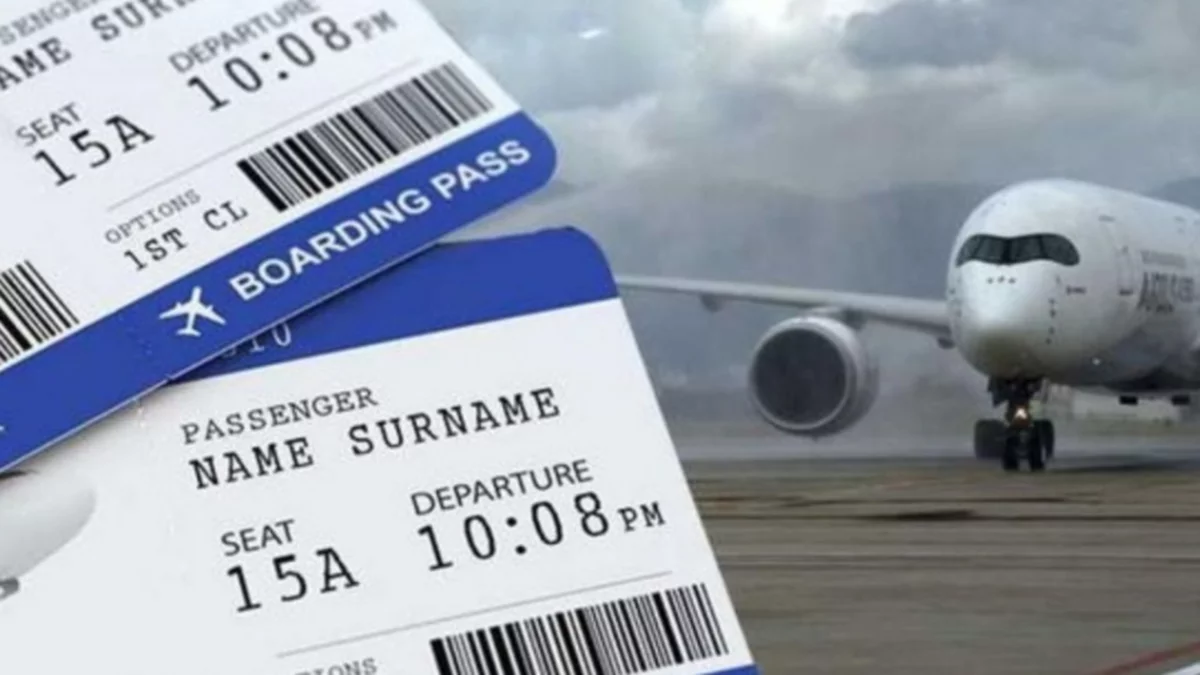 NAME SURN
DEPARTURE
10:08 PM
SEAT
15A
OPTIONS
1ST CL
BOARDING PASS
PASSENGER
NAME SURNAME
DEPARTURE
10:08 PM
SEAT
15A